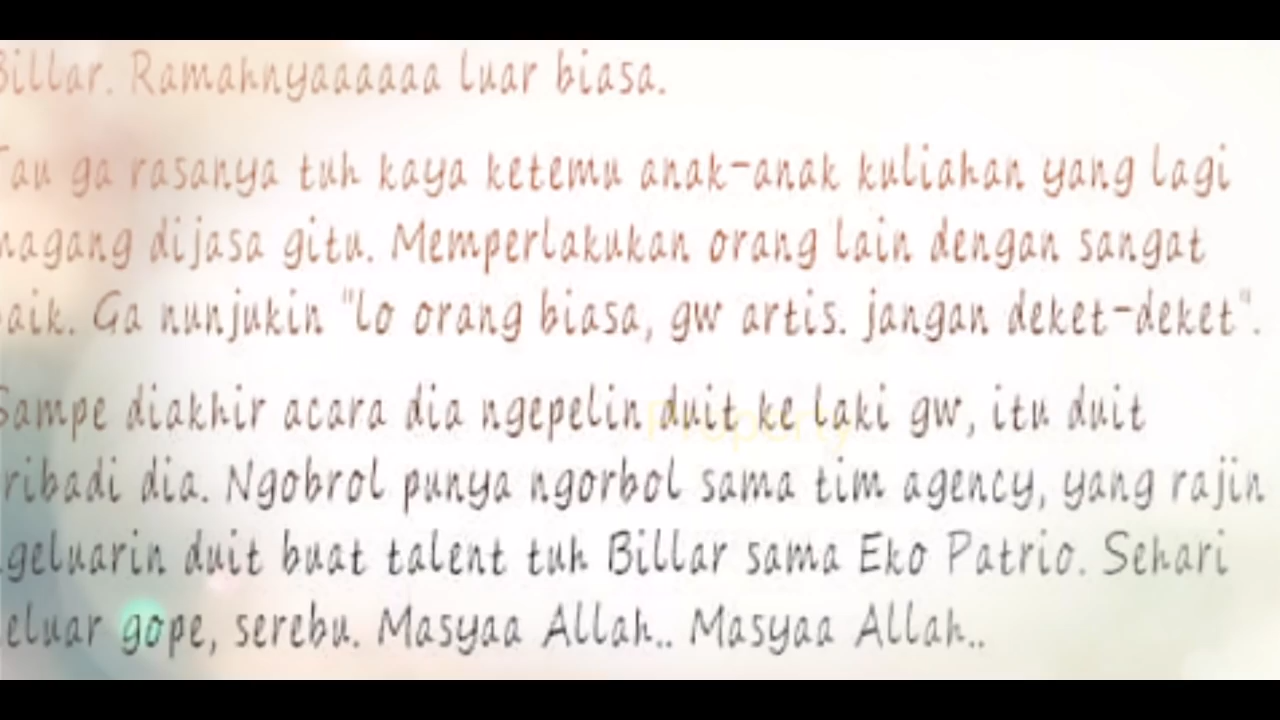 Billar. Ramahnyaaaaaa luar biasa.
Tau ga rasanya tuh kaya ketemu anak-anak kuliahan yang lagi
magang dijasa gitu. Memperlakukan orang lain dengan sangat
baik. Ga nunjukin "lo orang biasa, gw artis. jangan deket-deket".
Sampe diakhir acara dia ngepelin duit ke laki gw, itu duit
pribadi dia. Ngobrol punya ngorbol sama tim agency, yang rajin
ngeluarin duit buat talent tuh Billar sama Eko Patrio. Sehari
keluar gope, serebu. Masyaa Allah.. Masyaa Allah..
Property